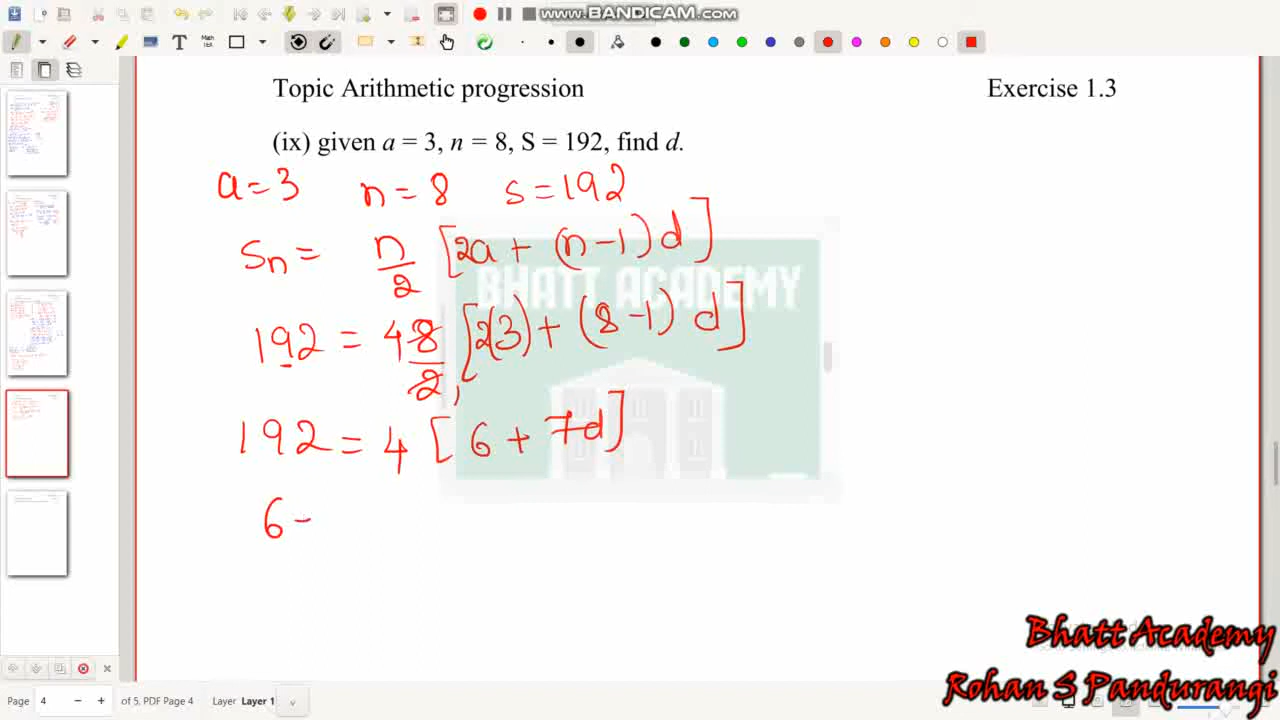 www.BANDICAM.com
T
Math
TEX
Topic Arithmetic progression Exercise 1.3
(ix) given a = 3, n = 8, S = 192, find d.
a = 3 n = 8 s = 192
Sn = n/2 [2a + (n - 1) d]
BHATT ACADEMY
192 = 4 8/2, [2(3) + (8 - 1) d]
192 = 4 [6 + 7d]
6 -
Bhatt Academy
Rohan S Pandurangi
Page 4 of 5. PDF Page 4 Layer Layer 1